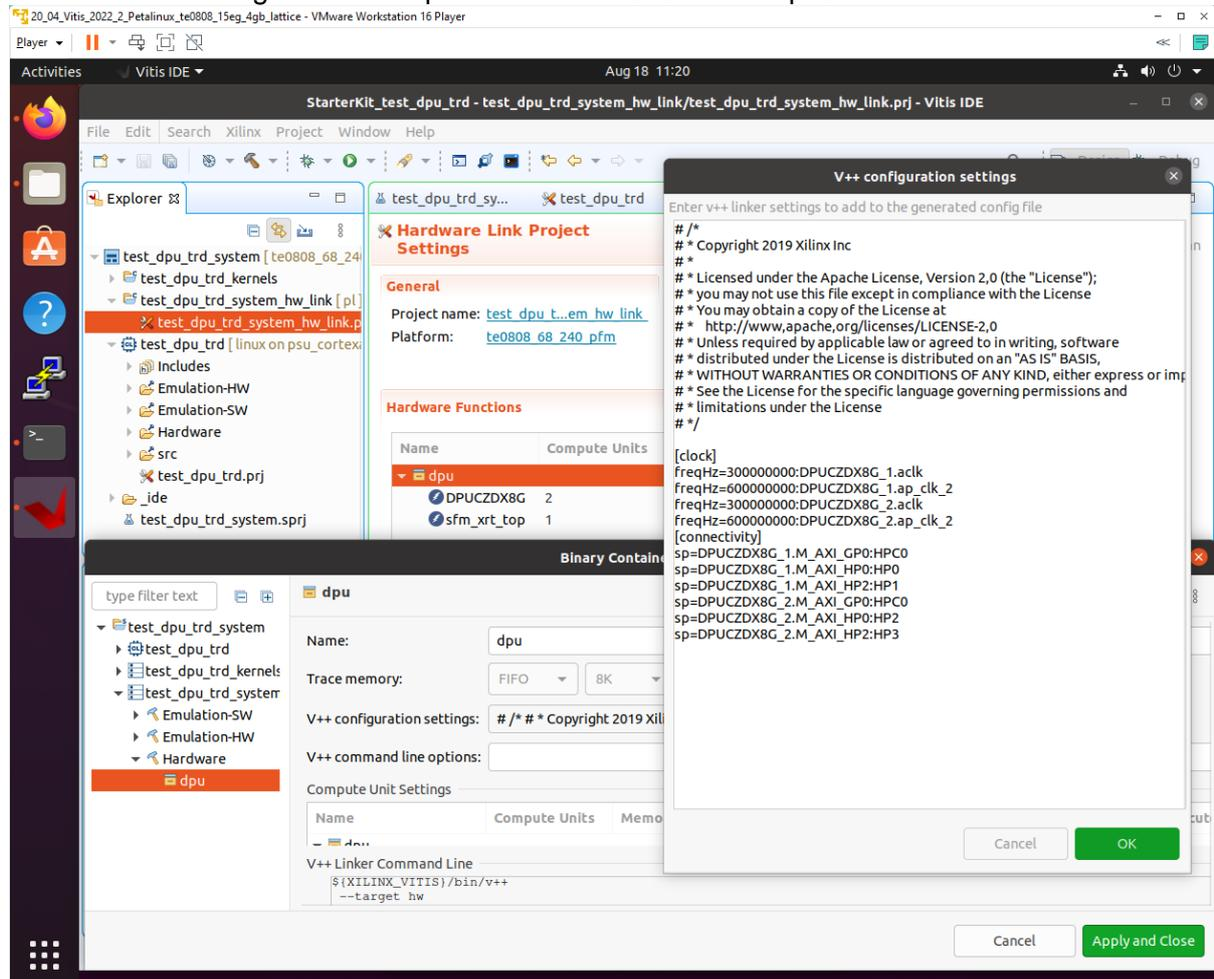 20_04_Vitis_2022_2_Petalinux_te0808_15eg_4gb_lattice - VMware Workstation 16 Player
Player
Activities
Vitis IDE
Aug 18 11:20
StarterKit_test_dpu_trd - test_dpu_trd_system_hw_link/test_dpu_trd_system_hw_link.prj - Vitis IDE
File Edit Search Xilinx Project Window Help
Explorer
test_dpu_trd_system [ te0808_68_24
test_dpu_trd_kernels
test_dpu_trd_system_hw_link [ pl ]
test_dpu_trd_system_hw_link.p
test_dpu_trd [ linux on psu_cortex
Includes
Emulation-HW
Emulation-SW
Hardware
src
test_dpu_trd.prj
_ide
test_dpu_trd_system.sprj
test_dpu_trd_sy...
test_dpu_trd
Hardware Link Project
Settings
General
Project name: test_dpu_t...em_hw_link
Platform: te0808_68_240_pfm
Hardware Functions
Name Compute Units
dpu
DPUCZDX8G 2
sfm_xrt_top 1
V++ configuration settings
Enter v++ linker settings to add to the generated config file
# /*
# * Copyright 2019 Xilinx Inc
# *
# * Licensed under the Apache License, Version 2,0 (the "License");
# * you may not use this file except in compliance with the License
# * You may obtain a copy of the License at
# * http://www,apache,org/licenses/LICENSE-2,0
# * Unless required by applicable law or agreed to in writing, software
# * distributed under the License is distributed on an "AS IS" BASIS,
# * WITHOUT WARRANTIES OR CONDITIONS OF ANY KIND, either express or imp
# * See the License for the specific language governing permissions and
# * limitations under the License
# */
[clock]
freqHz=300000000:DPUCZDX8G_1.aclk
freqHz=600000000:DPUCZDX8G_1.ap_clk_2
freqHz=300000000:DPUCZDX8G_2.aclk
freqHz=600000000:DPUCZDX8G_2.ap_clk_2
[connectivity]
sp=DPUCZDX8G_1.M_AXI_GP0:HPC0
sp=DPUCZDX8G_1.M_AXI_HP0:HP0
sp=DPUCZDX8G_1.M_AXI_HP2:HP1
sp=DPUCZDX8G_2.M_AXI_GP0:HPC0
sp=DPUCZDX8G_2.M_AXI_HP0:HP2
sp=DPUCZDX8G_2.M_AXI_HP2:HP3
Cancel OK
Binary Containe
type filter text
test_dpu_trd_system
test_dpu_trd
test_dpu_trd_kernels
test_dpu_trd_system
Emulation-SW
Emulation-HW
Hardware
dpu
dpu
Name: dpu
Trace memory: FIFO 8K
V++ configuration settings: # /* # * Copyright 2019 Xili
V++ command line options:
Compute Unit Settings
Name Compute Units Memo
V++ Linker Command Line
${XILINX_VITIS}/bin/v++
--target hw
Cancel Apply and Close